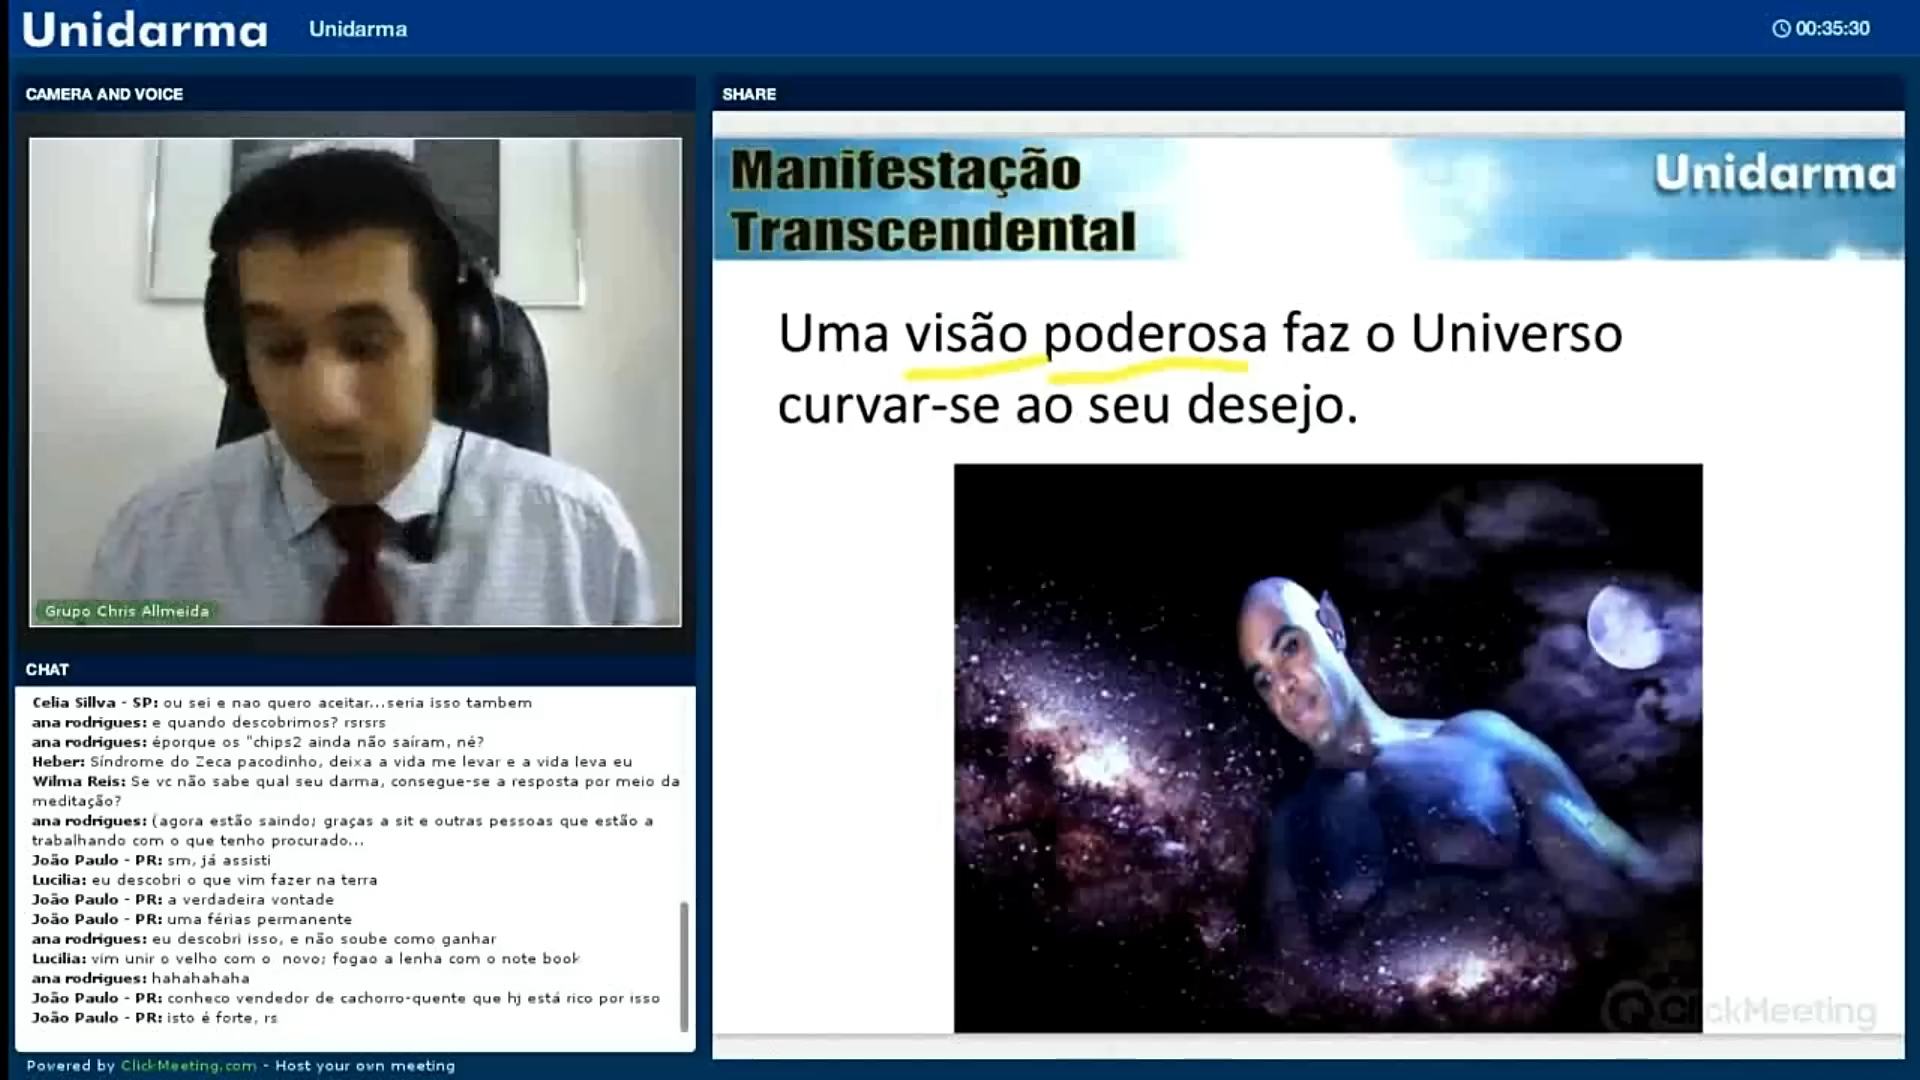 Unidarma
Unidarma
00:35:30
CAMERA AND VOICE
Grupo Chris Allmeida
CHAT
Celia Sillva - SP: ou sei e nao quero aceitar...seria isso tambem
ana rodrigues: e quando descobrimos? rsrsrs
ana rodrigues: éporque os "chips2 ainda não saíram, né?
Heber: Síndrome do Zeca pacodinho, deixa a vida me levar e a vida leva eu
Wilma Reis: Se vc não sabe qual seu darma, consegue-se a resposta por meio da
meditação?
ana rodrigues: (agora estão saindo; graças a sit e outras pessoas que estão a
trabalhando com o que tenho procurado...
João Paulo - PR: sm, já assisti
Lucilia: eu descobri o que vim fazer na terra
João Paulo - PR: a verdadeira vontade
João Paulo - PR: uma férias permanente
ana rodrigues: eu descobri isso, e não soube como ganhar
Lucilia: vim unir o velho com o  novo; fogao a lenha com o note book
ana rodrigues: hahahahaha
João Paulo - PR: conheco vendedor de cachorro-quente que hj está rico por isso
João Paulo - PR: isto é forte, rs
Powered by ClickMeeting.com - Host your own meeting
SHARE
Manifestação
Transcendental
Unidarma
Uma visão poderosa faz o Universo
curvar-se ao seu desejo.
ClickMeeting